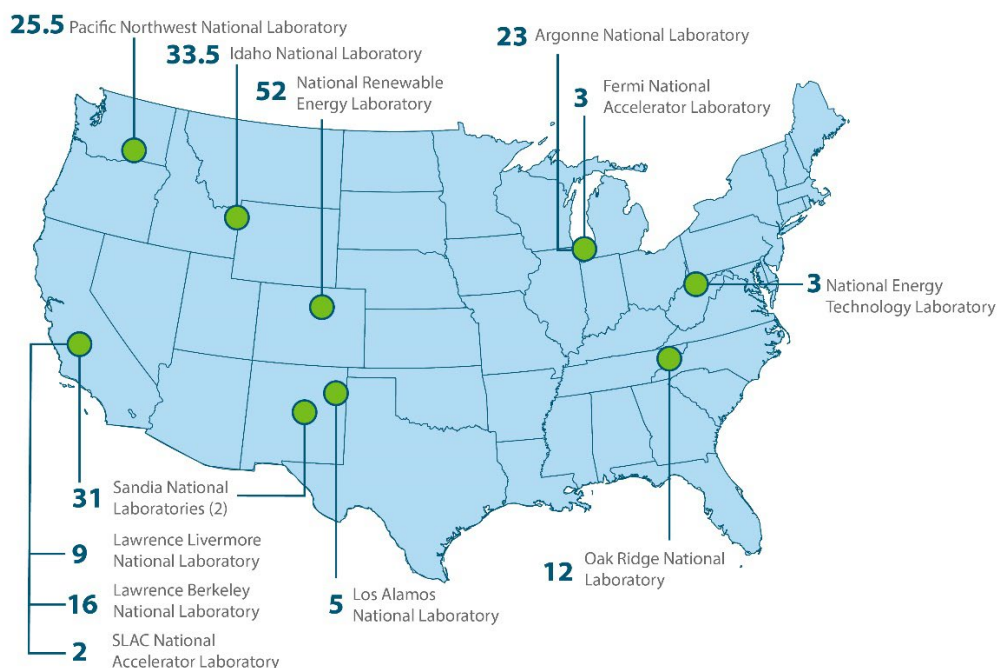 25.5 Pacific Northwest National Laboratory
33.5 Idaho National Laboratory
52 National Renewable
Energy Laboratory
23 Argonne National Laboratory
3 Fermi National
Accelerator Laboratory
3 National Energy
Technology Laboratory
31 Sandia National
Laboratories (2)
9 Lawrence Livermore
National Laboratory
16 Lawrence Berkeley
National Laboratory
2 SLAC National
Accelerator Laboratory
5 Los Alamos
National Laboratory
12 Oak Ridge National
Laboratory